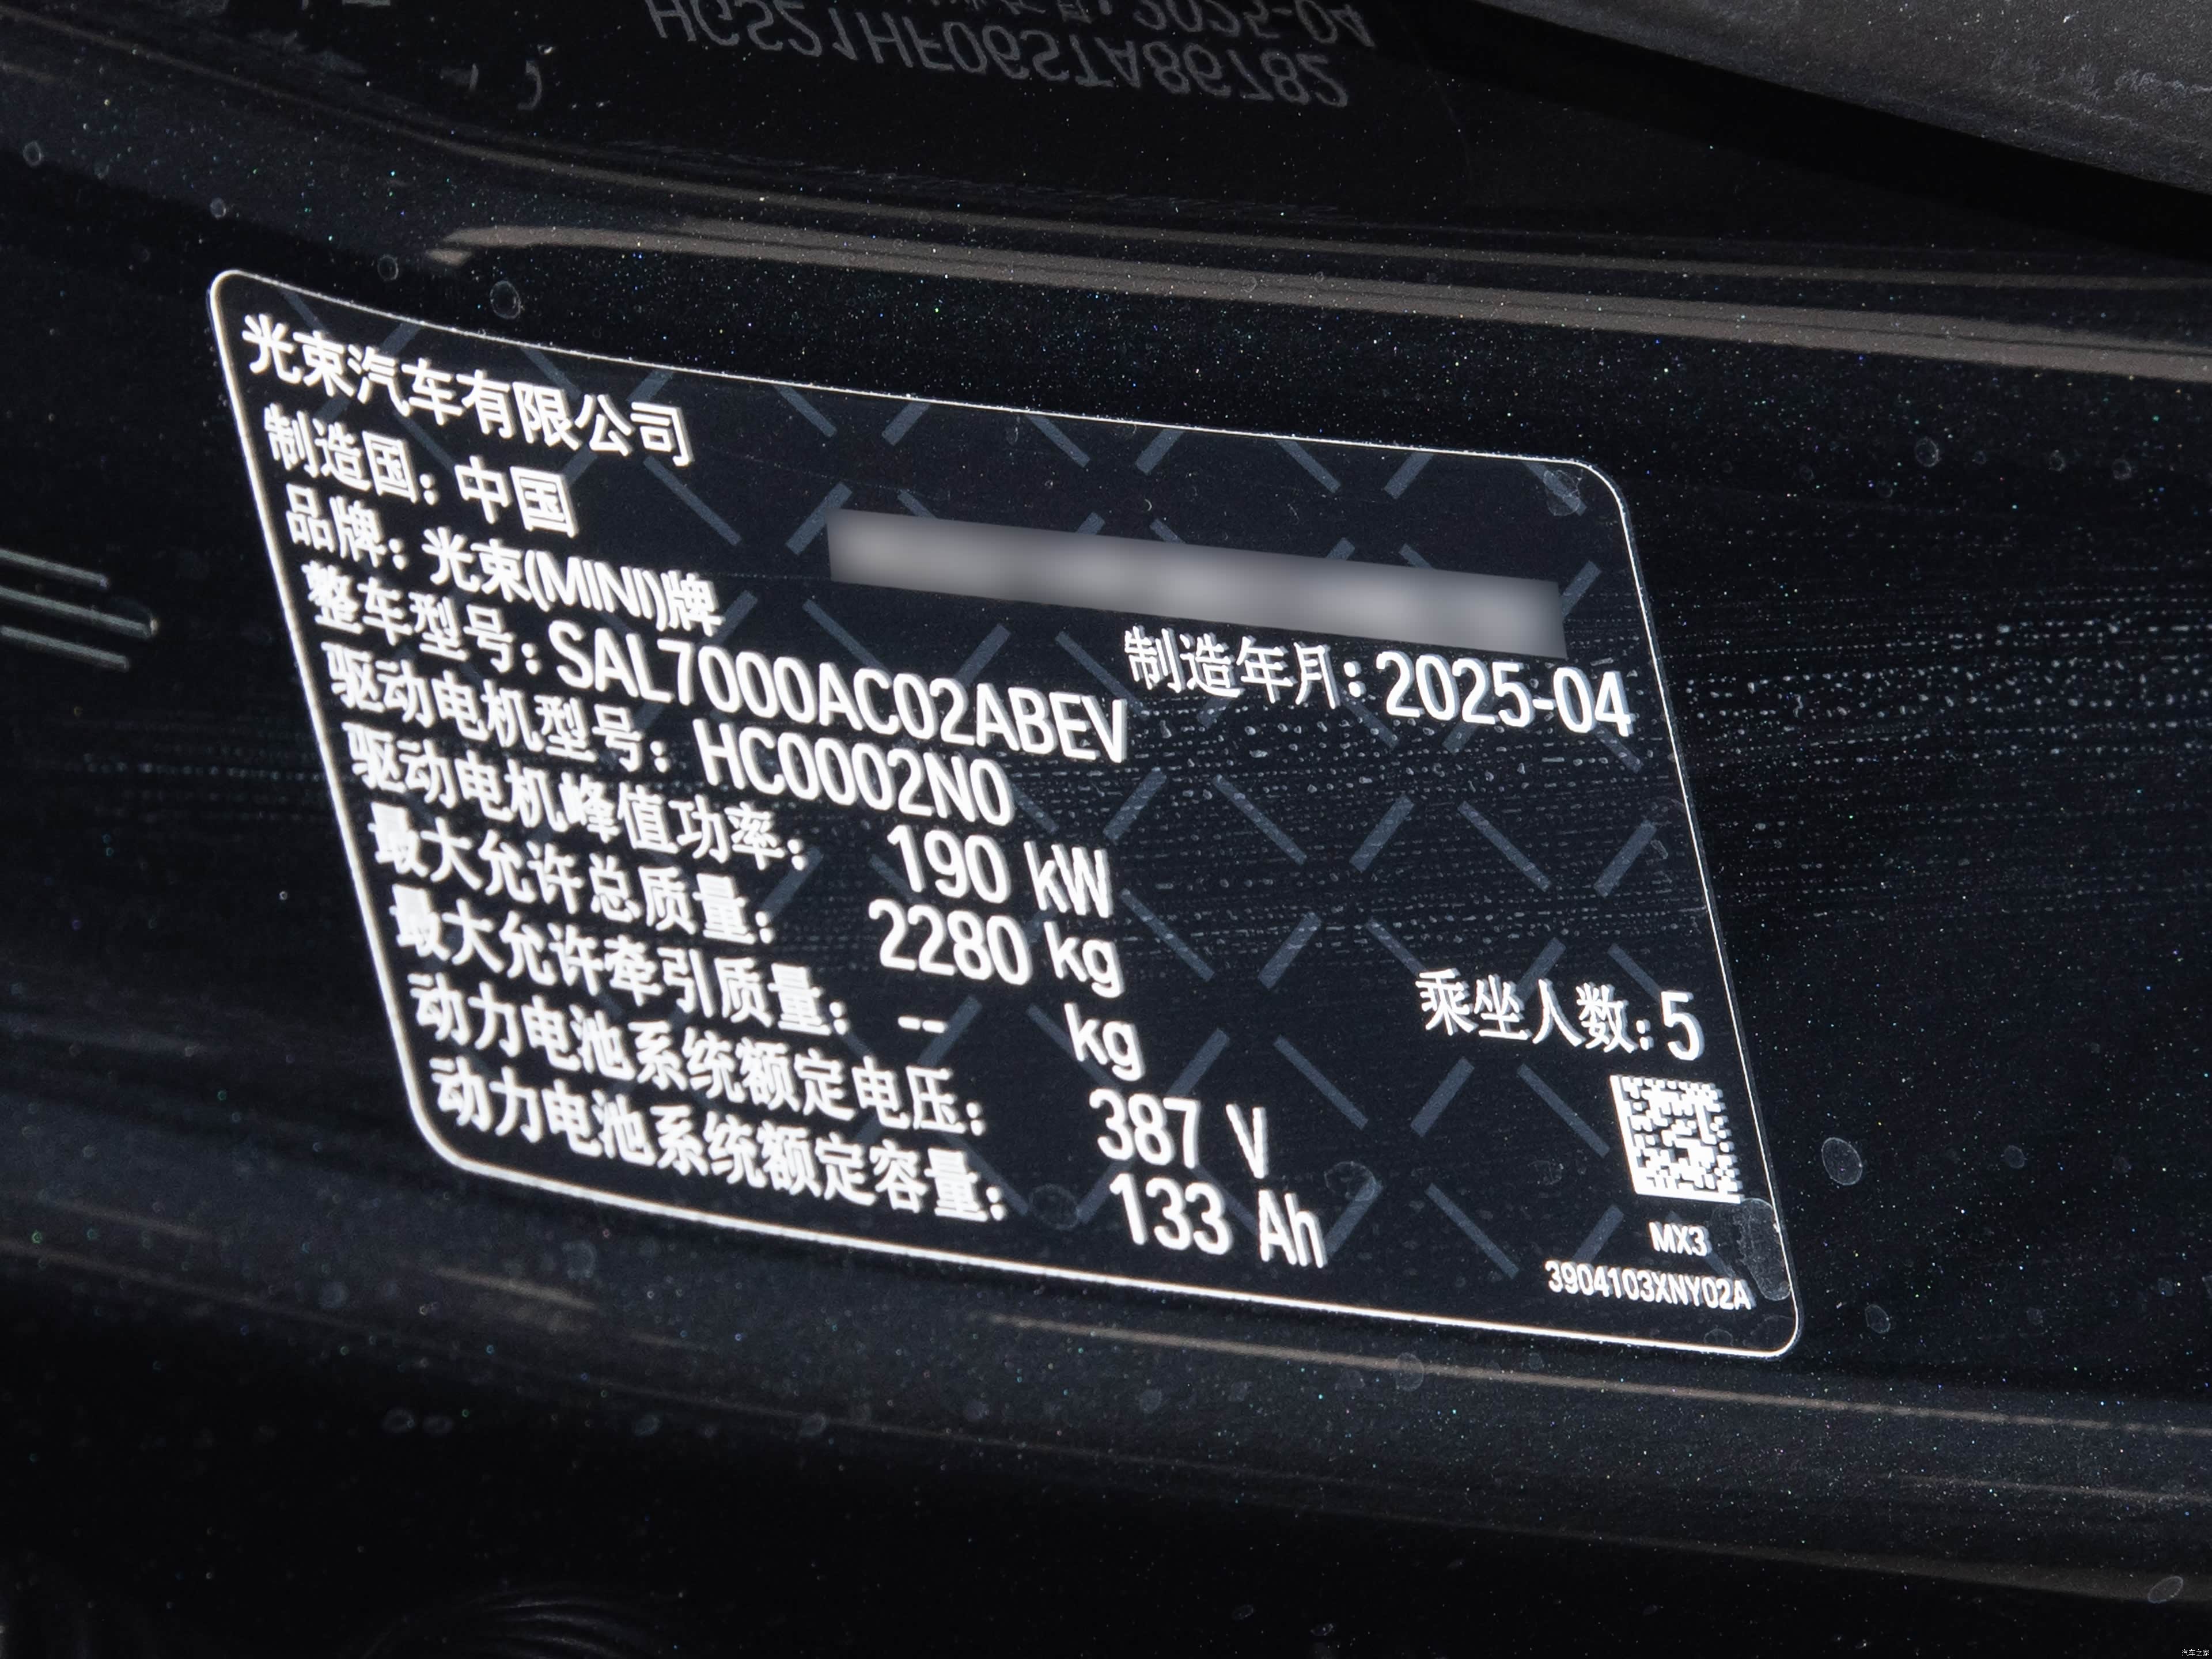 光束汽车有限公司
制造国：中国
品牌：光束(MINI)牌
制造年月：2025-04
整车型号：SAL7000AC02ABEV
驱动电机型号：HC0002N0
驱动电机峰值功率：190 kW
最大允许总质量：2280 kg
最大允许牵引质量：-- kg
乘坐人数：5
动力电池系统额定电压：387 V
动力电池系统额定容量：133 Ah
MX3
3904103XNY02A
汽车之家